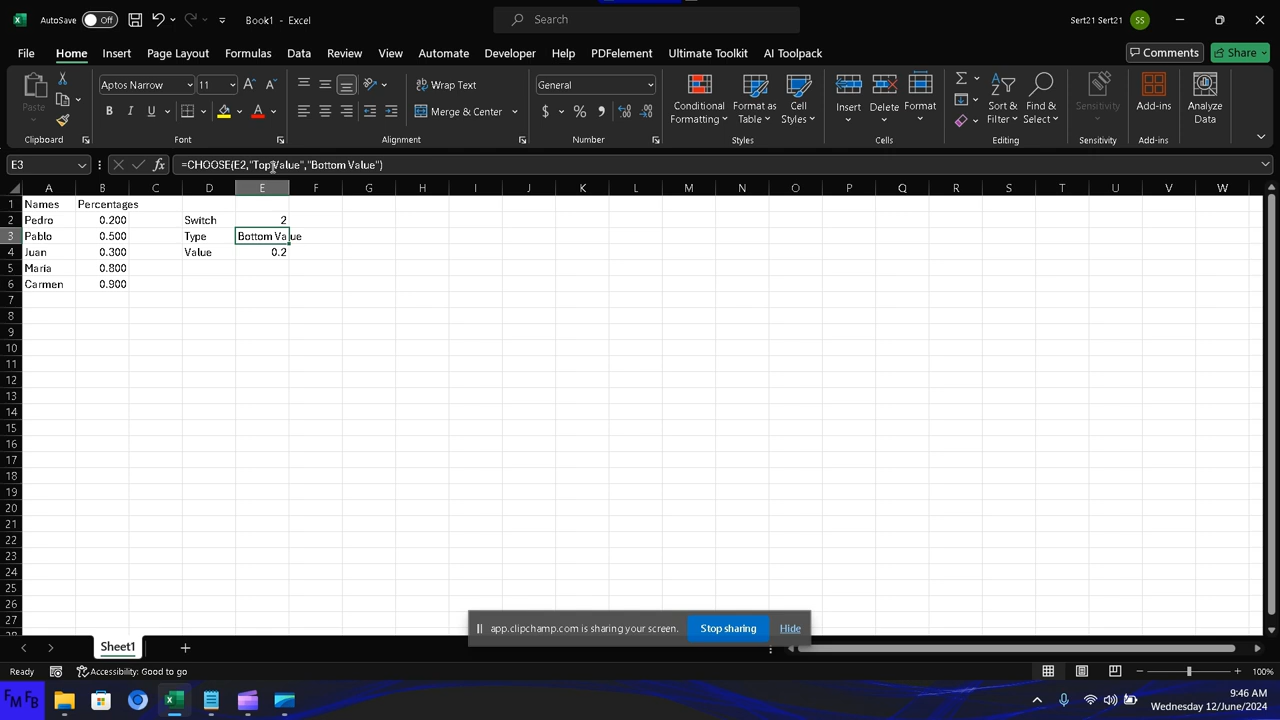 AutoSave Off Book1 - Excel Search Sert21 Sert21 SS
File Home Insert Page Layout Formulas Data Review View Automate Developer Help PDFelement Ultimate Toolkit AI Toolpack Comments Share
Aptos Narrow 11 Wrap Text General
Paste Merge & Center Conditional Formatting Format as Table Cell Styles Insert Delete Format Sort & Filter Find & Select Sensitivity Add-ins Analyze Data
Clipboard Font Alignment Number Styles Cells Editing Sensitivity Add-ins
E3 fx =CHOOSE(E2,"Top Value","Bottom Value")
A B C D E F G H I J K L M N O P Q R S T U V W
1 Names Percentages
2 Pedro 0.200 Switch 2
3 Pablo 0.500 Type Bottom Value
4 Juan 0.300 Value 0.2
5 Maria 0.800
6 Carmen 0.900
7
8
9
10
11
12
13
14
15
16
17
18
19
20
21
22
23
24
25
26
27
28
app.clipchamp.com is sharing your screen. Stop sharing Hide
Sheet1
Ready Accessibility: Good to go 100%
FMFB 9:46 AM
Wednesday 12/June/2024